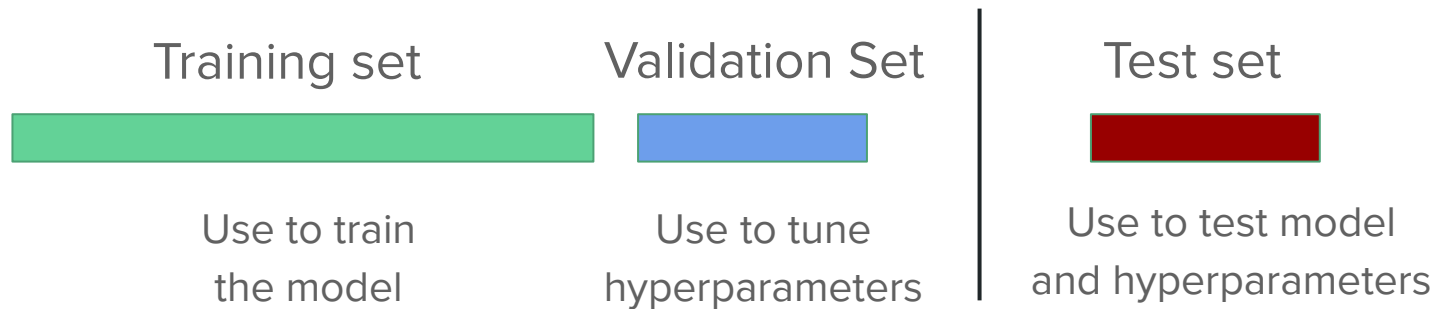 Training set
Use to train
the model
Validation Set
Use to tune
hyperparameters
Test set
Use to test model
and hyperparameters